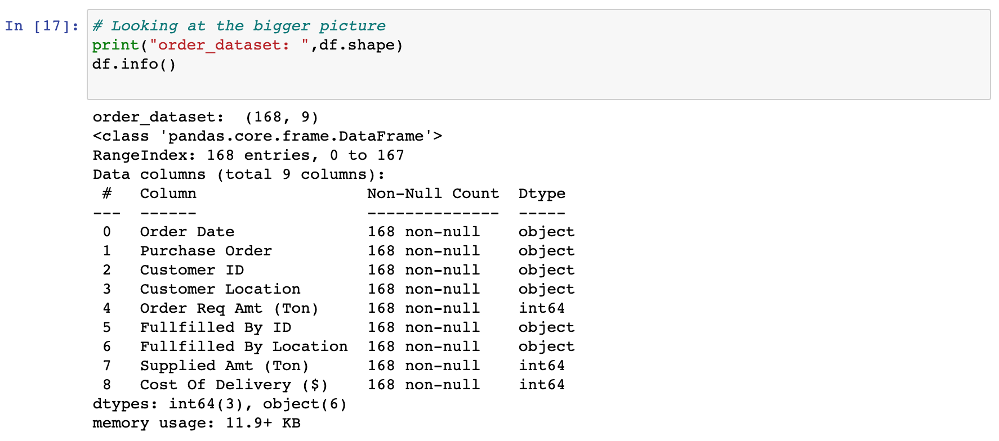 In [17]: # Looking at the bigger picture
print("order_dataset: ",df.shape)
df.info()
order_dataset:  (168, 9)
<class 'pandas.core.frame.DataFrame'>
RangeIndex: 168 entries, 0 to 167
Data columns (total 9 columns):
 #   Column                  Non-Null Count  Dtype
---  ------                  --------------  -----
 0   Order Date              168 non-null    object
 1   Purchase Order          168 non-null    object
 2   Customer ID             168 non-null    object
 3   Customer Location       168 non-null    object
 4   Order Req Amt (Ton)     168 non-null    int64
 5   Fullfilled By ID        168 non-null    object
 6   Fullfilled By Location  168 non-null    object
 7   Supplied Amt (Ton)      168 non-null    int64
 8   Cost Of Delivery ($)    168 non-null    int64
dtypes: int64(3), object(6)
memory usage: 11.9+ KB